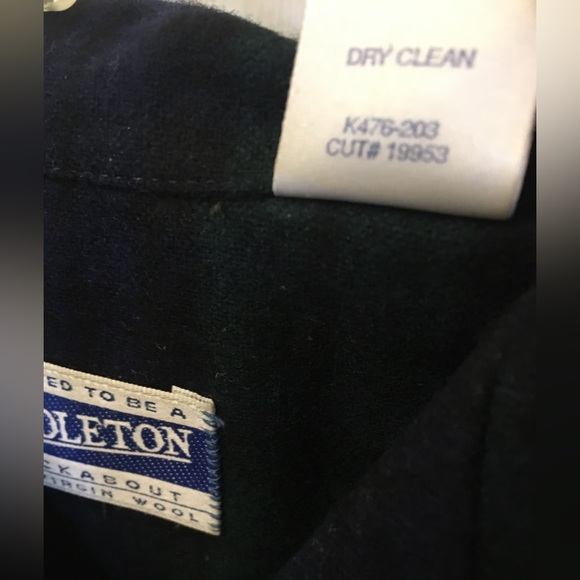 DRY CLEAN
K476-203
CUT# 19953
ED TO BE A
DLETON
CKABOUT
VIRGIN WOOL